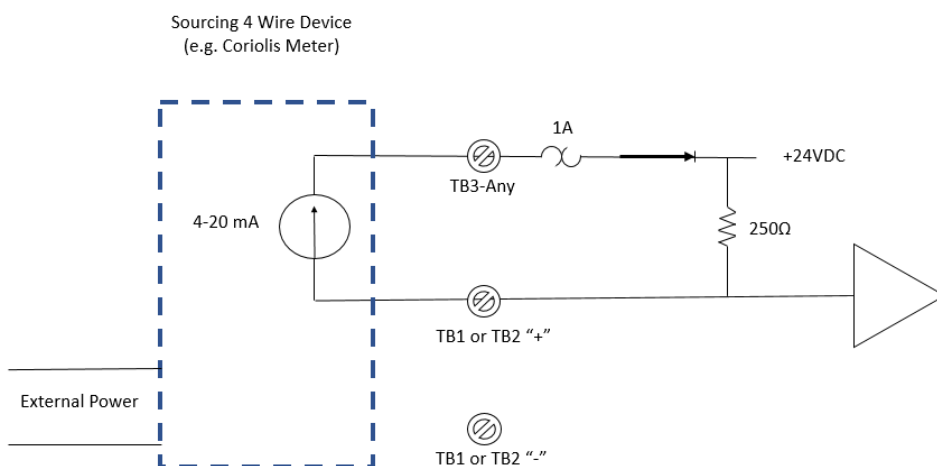 Sourcing 4 Wire Device
(e.g. Coriolis Meter)
1A
+24VDC
TB3-Any
4-20 mA
250Ω
TB1 or TB2 “+”
External Power
TB1 or TB2 “-”